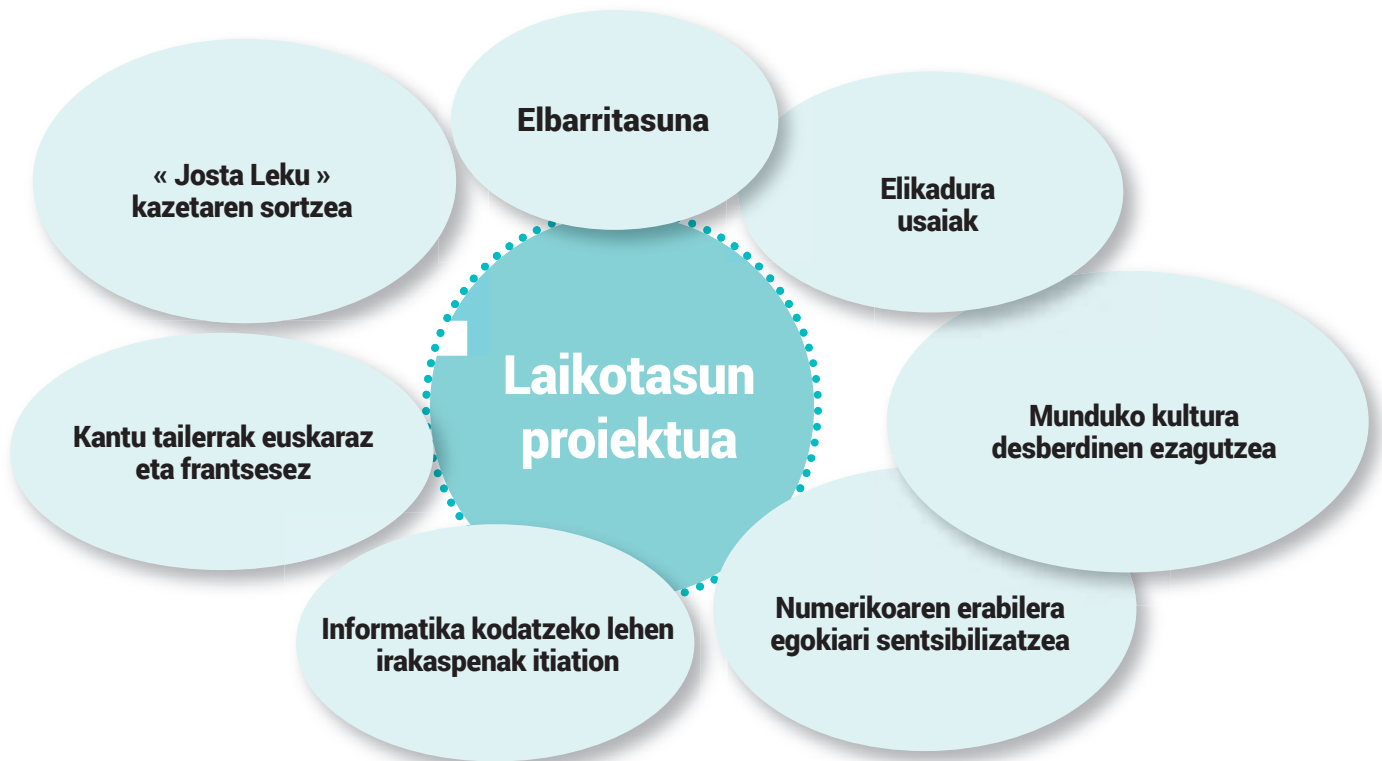 Elbarritasuna
« Josta Leku »
kazetaren sortzea
Elikadura
usaiak
Laikotasun
proiektua
Munduko kultura
desberdinen ezagutzea
Kantu tailerrak euskaraz
eta frantsesez
Numerikoaren erabilera
egokiari sentsibilizatzea
Informatika kodatzeko lehen
irakaspenak itiation